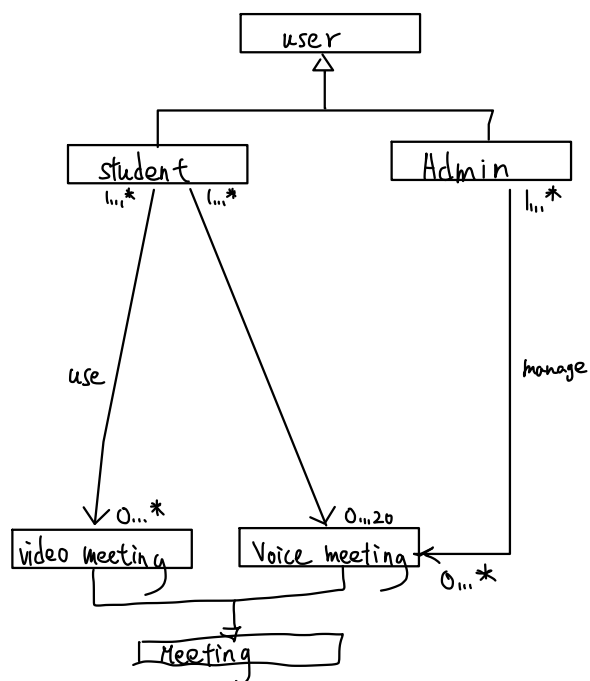 user
student
Admin
1...*
1...*
1...*
use
manage
0...*
0...20
video meeting
Voice meeting
0...*
Meeting